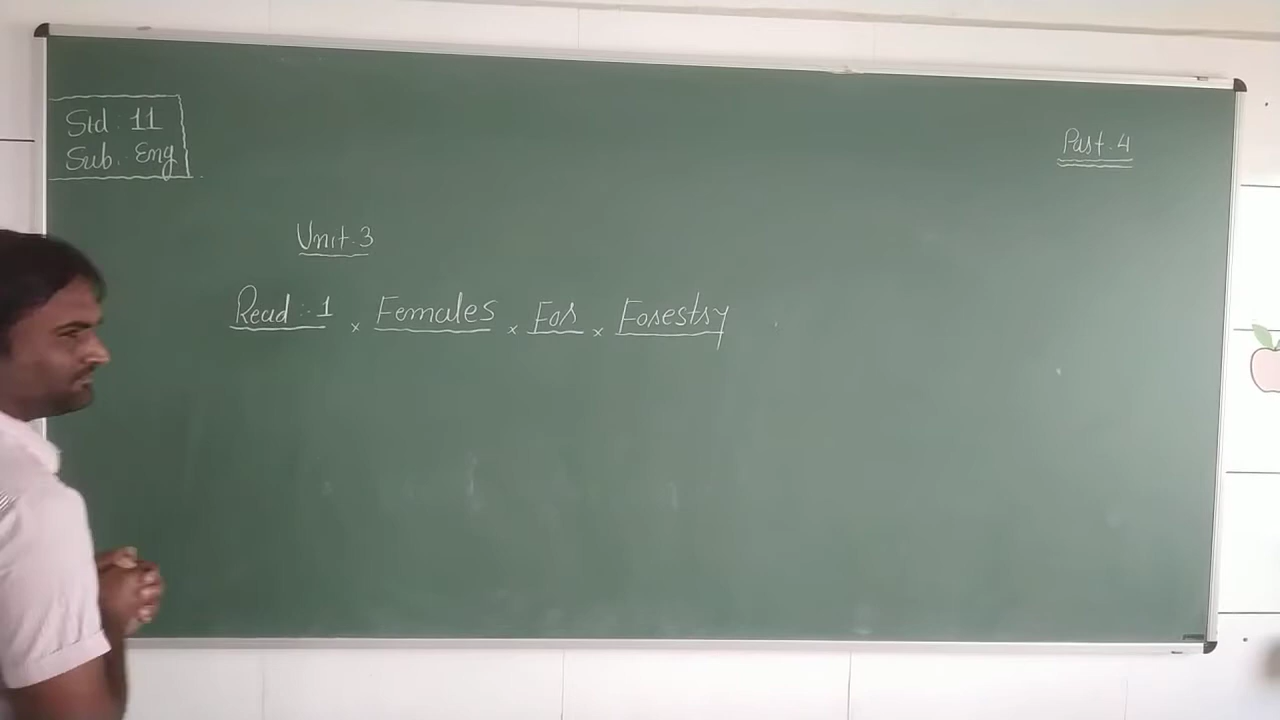 Std : 11
Sub. : Eng
Part. 4
Unit. 3
Read :- 1 × Females × For × Forestry